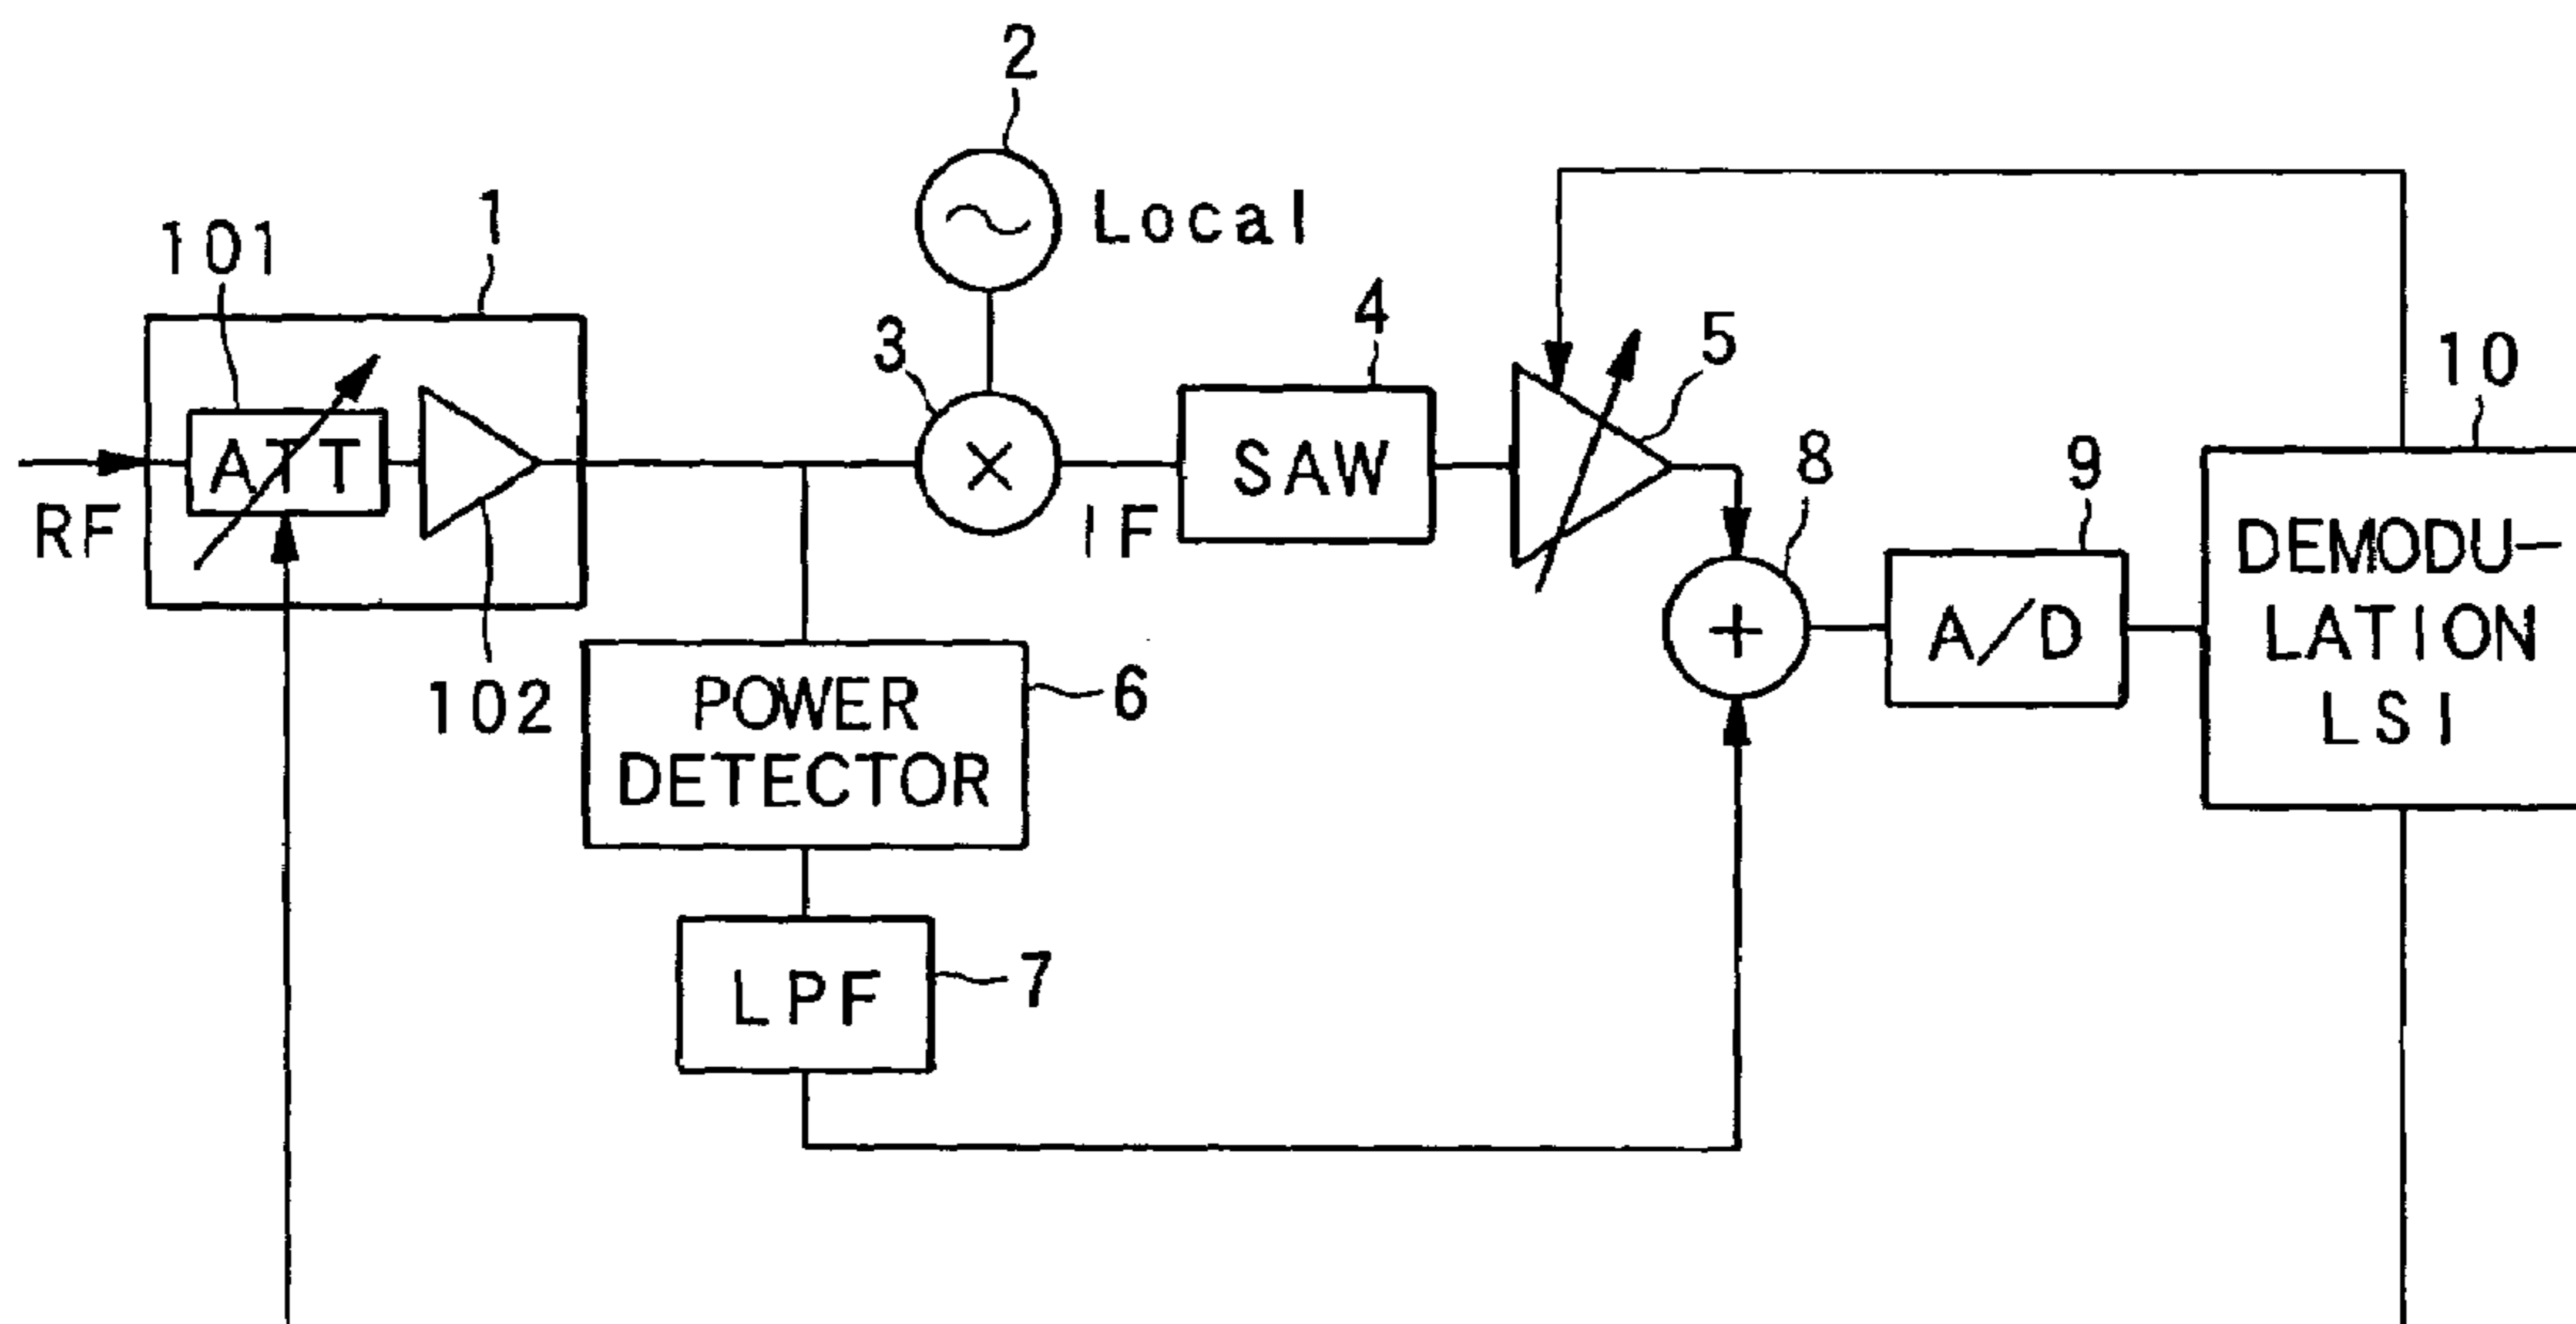 2
Local
1
101
ATT
RF
102
3
IF
4
SAW
5
8
9
A/D
10
DEMODU-
LATION
LSI
POWER
DETECTOR
6
LPF
7